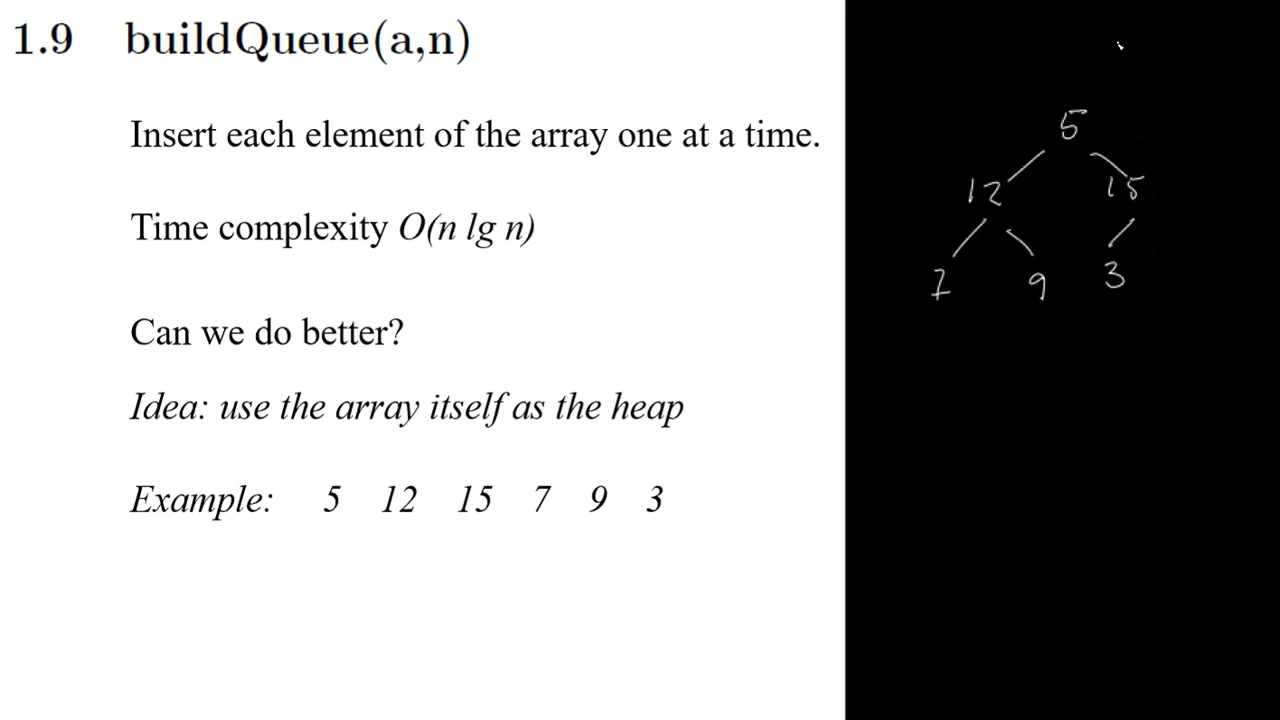 1.9 buildQueue(a,n)
Insert each element of the array one at a time.
Time complexity O(n lg n)
Can we do better?
Idea: use the array itself as the heap
Example: 5 12 15 7 9 3
5
12 15
7 9 3